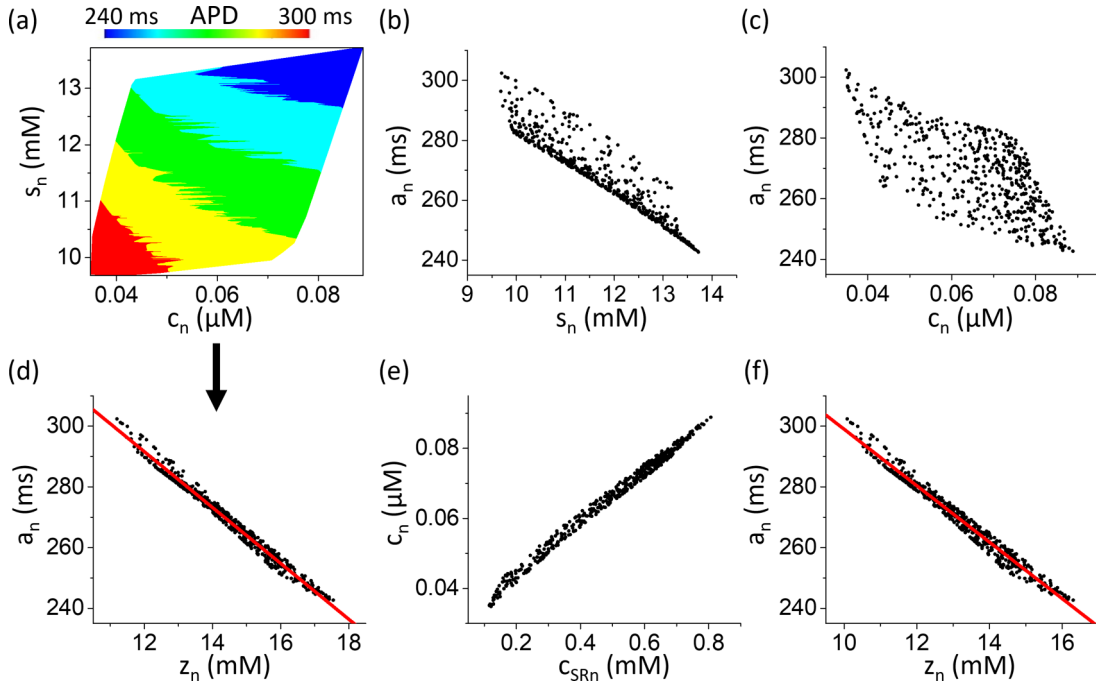 (a)
240 ms APD 300 ms
13
12
11
10
s_n (mM)
0.04 0.06 0.08
c_n (μM)
(b)
300
280
260
240
a_n (ms)
9 10 11 12 13 14
s_n (mM)
(c)
300
280
260
240
a_n (ms)
0.04 0.06 0.08
c_n (μM)
(d)
300
280
260
240
a_n (ms)
12 14 16 18
z_n (mM)
(e)
0.08
0.06
0.04
c_n (μM)
0.2 0.4 0.6 0.8
c_SRn (mM)
(f)
300
280
260
240
a_n (ms)
10 12 14 16
z_n (mM)